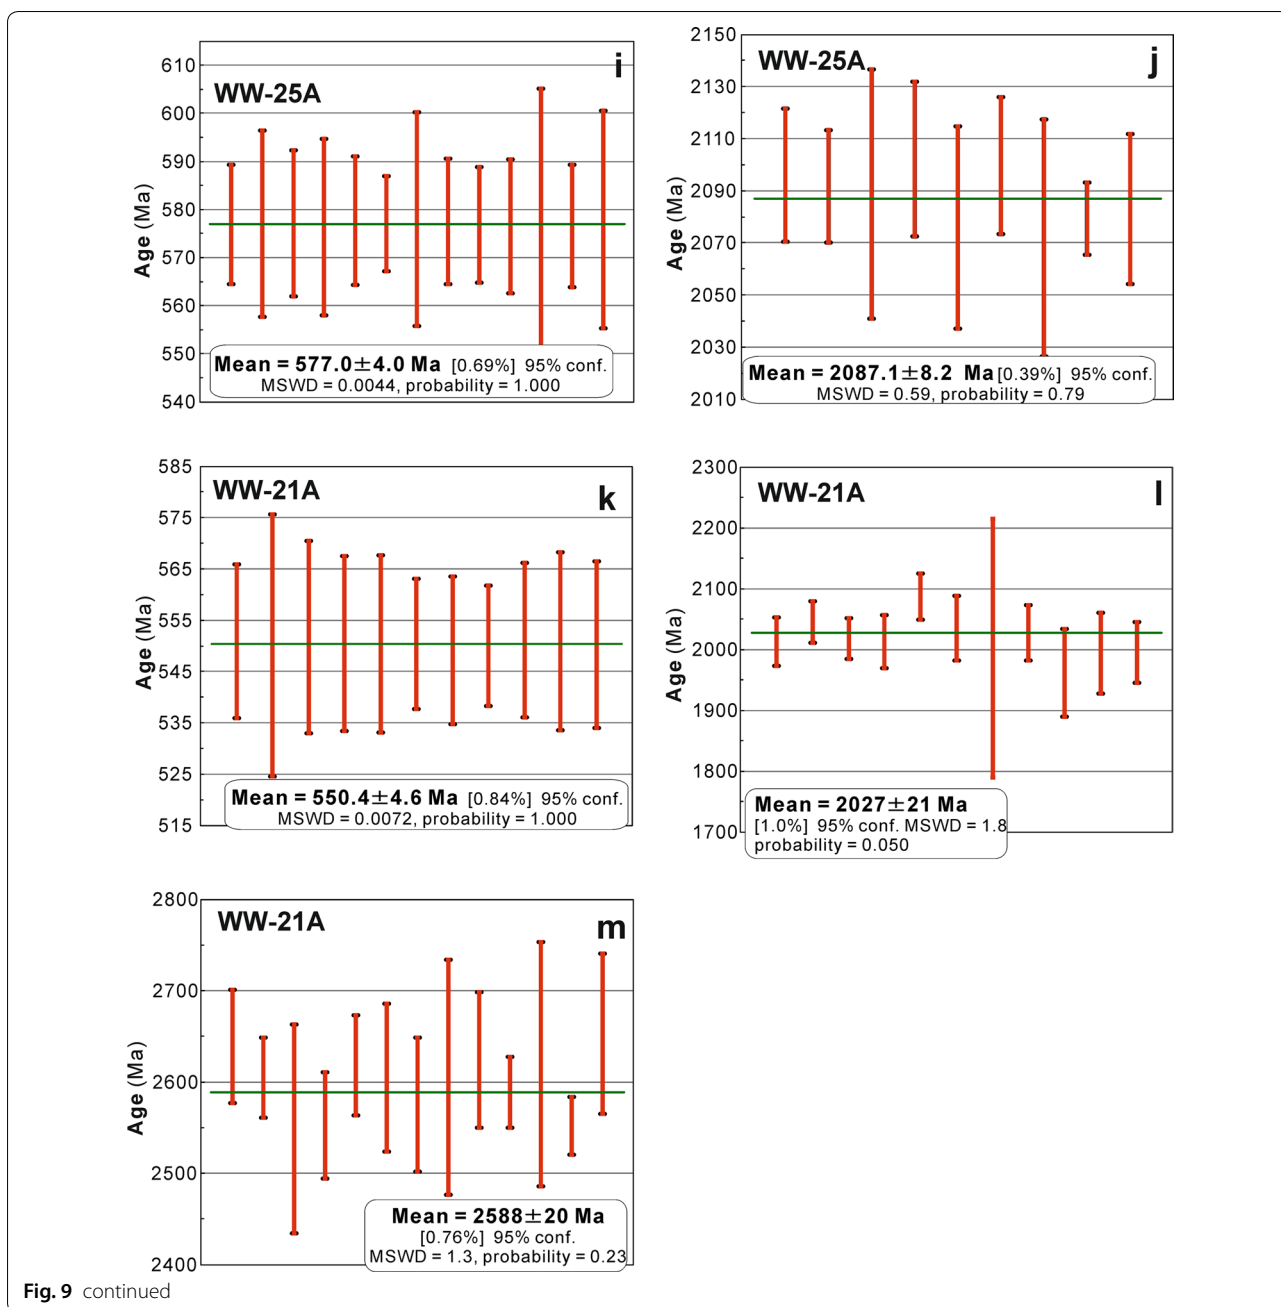 WW-25A
i
Age (Ma)
610
600
590
580
570
560
550
540
Mean = 577.0±4.0 Ma [0.69%] 95% conf.
MSWD = 0.0044, probability = 1.000
WW-25A
j
Age (Ma)
2150
2130
2110
2090
2070
2050
2030
2010
Mean = 2087.1±8.2 Ma [0.39%] 95% conf.
MSWD = 0.59, probability = 0.79
WW-21A
k
Age (Ma)
585
575
565
555
545
535
525
515
Mean = 550.4±4.6 Ma [0.84%] 95% conf.
MSWD = 0.0072, probability = 1.000
WW-21A
l
Age (Ma)
2300
2200
2100
2000
1900
1800
1700
Mean = 2027±21 Ma
[1.0%] 95% conf. MSWD = 1.8
probability = 0.050
WW-21A
m
Age (Ma)
2800
2700
2600
2500
2400
Mean = 2588±20 Ma
[0.76%] 95% conf.
MSWD = 1.3, probability = 0.23
Fig. 9 continued